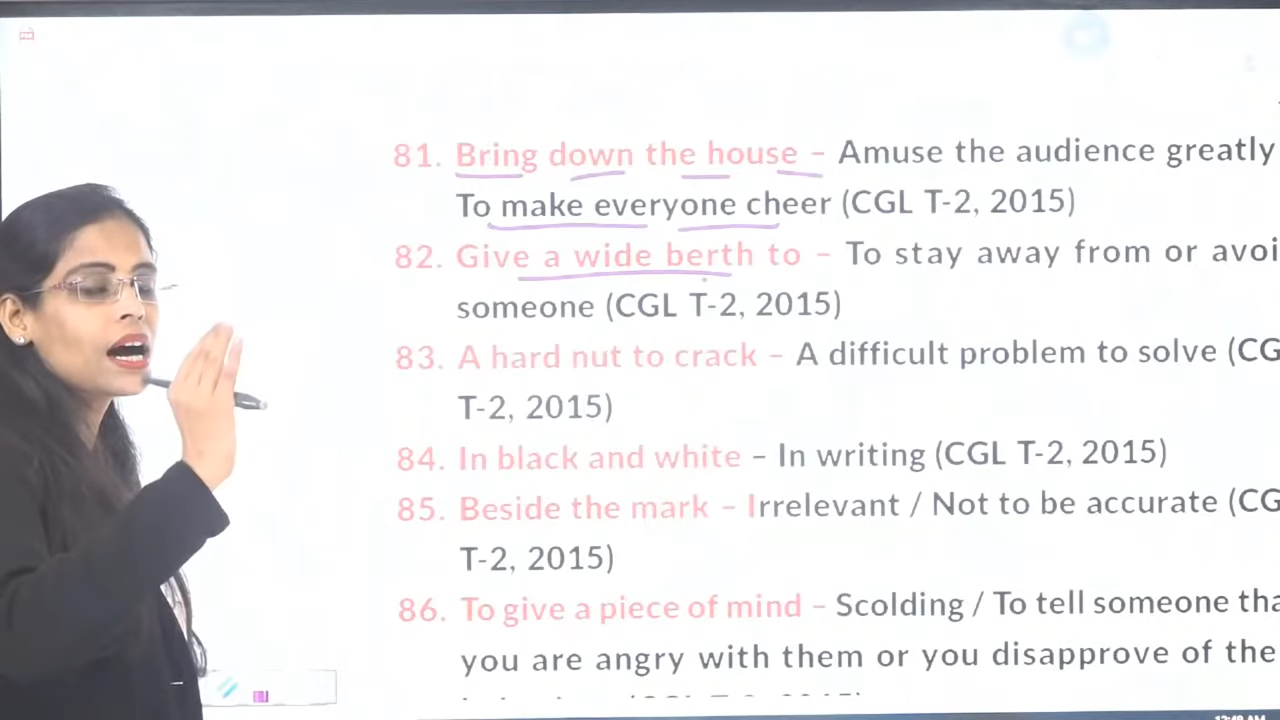 81. Bring down the house – Amuse the audience greatly
To make everyone cheer (CGL T-2, 2015)
82. Give a wide berth to – To stay away from or avoi
someone (CGL T-2, 2015)
83. A hard nut to crack – A difficult problem to solve (CG
T-2, 2015)
84. In black and white – In writing (CGL T-2, 2015)
85. Beside the mark – Irrelevant / Not to be accurate (CG
T-2, 2015)
86. To give a piece of mind – Scolding / To tell someone tha
you are angry with them or you disapprove of the